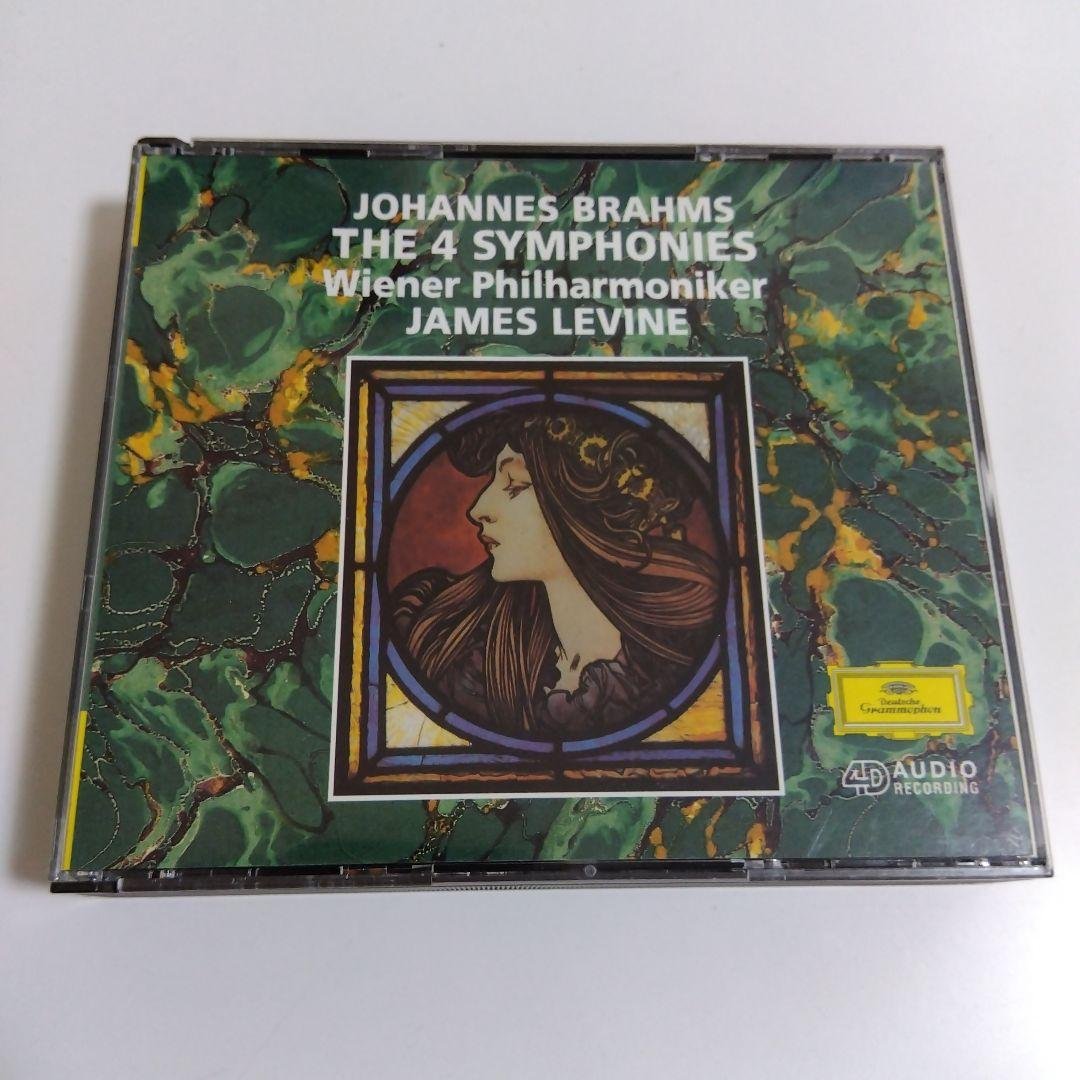 JOHANNES BRAHMS
THE 4 SYMPHONIES
Wiener Philharmoniker
JAMES LEVINE
Deutsche
Grammophon
4D AUDIO
RECORDING